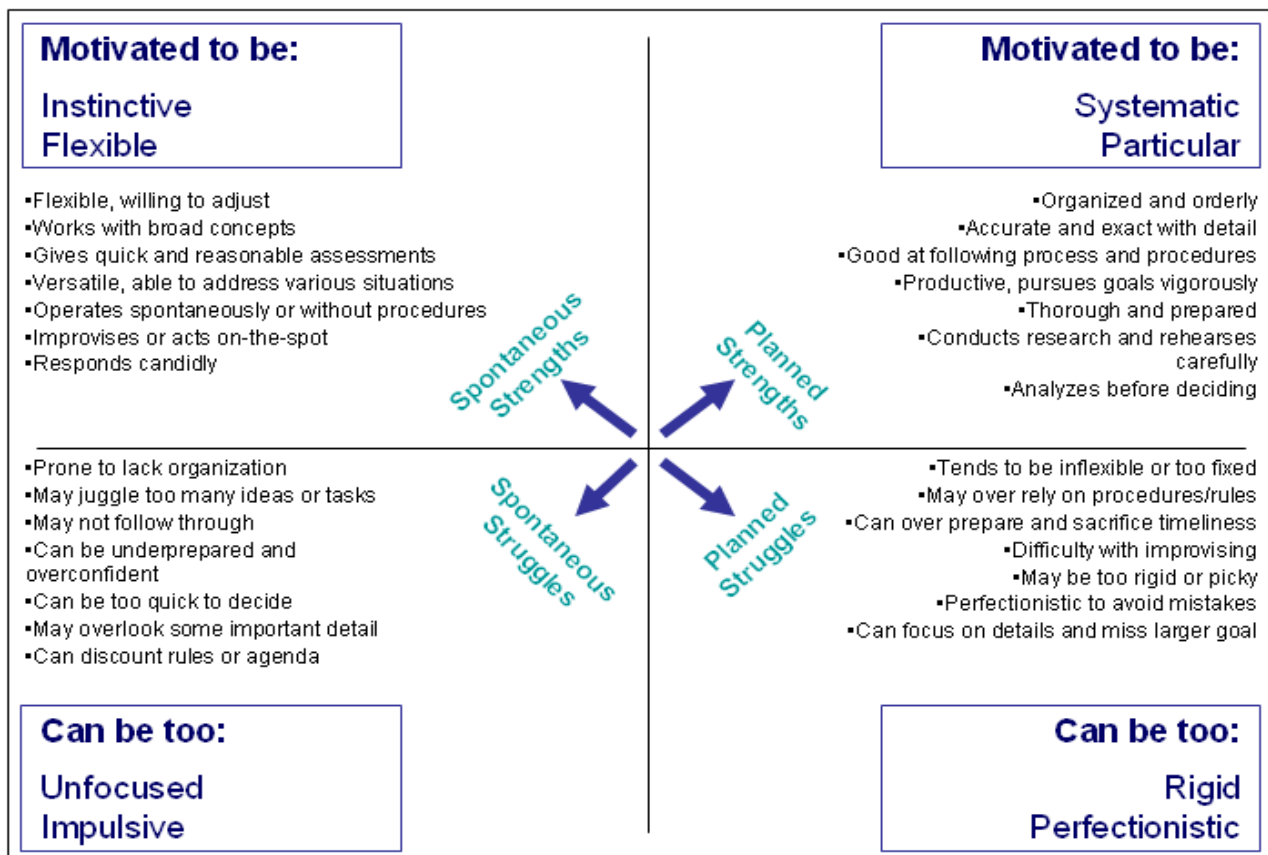 Motivated to be:
Instinctive
Flexible
▪Flexible, willing to adjust
▪Works with broad concepts
▪Gives quick and reasonable assessments
▪Versatile, able to address various situations
▪Operates spontaneously or without procedures
▪Improvises or acts on-the-spot
▪Responds candidly
Spontaneous
Strengths
Motivated to be:
Systematic
Particular
▪Organized and orderly
▪Accurate and exact with detail
▪Good at following process and procedures
▪Productive, pursues goals vigorously
▪Thorough and prepared
▪Conducts research and rehearses
carefully
▪Analyzes before deciding
Planned
Strengths
▪Prone to lack organization
▪May juggle too many ideas or tasks
▪May not follow through
▪Can be underprepared and
overconfident
▪Can be too quick to decide
▪May overlook some important detail
▪Can discount rules or agenda
Spontaneous
Struggles
Can be too:
Unfocused
Impulsive
▪Tends to be inflexible or too fixed
▪May over rely on procedures/rules
▪Can over prepare and sacrifice timeliness
▪Difficulty with improvising
▪May be too rigid or picky
▪Perfectionistic to avoid mistakes
▪Can focus on details and miss larger goal
Planned
Struggles
Can be too:
Rigid
Perfectionistic